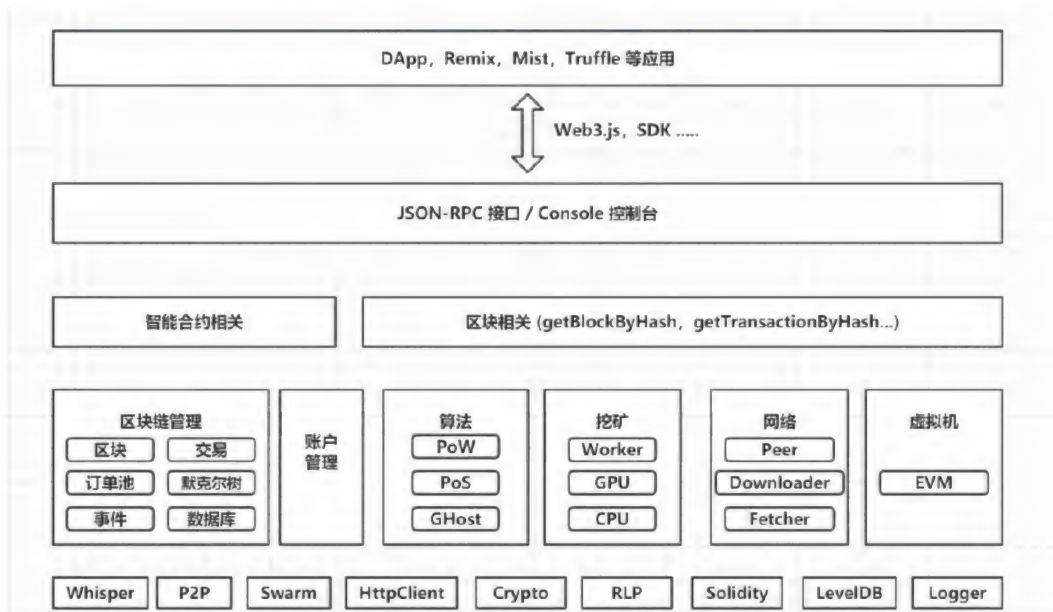 DApp，Remix，Mist，Truffle 等应用
Web3.js，SDK .....
JSON-RPC 接口 / Console 控制台
智能合约相关
区块相关 (getBlockByHash，getTransactionByHash...)
区块链管理
区块
交易
订单池
默克尔树
事件
数据库
账户
管理
算法
PoW
PoS
GHost
挖矿
Worker
GPU
CPU
网络
Peer
Downloader
Fetcher
虚拟机
EVM
Whisper
P2P
Swarm
HttpClient
Crypto
RLP
Solidity
LevelDB
Logger